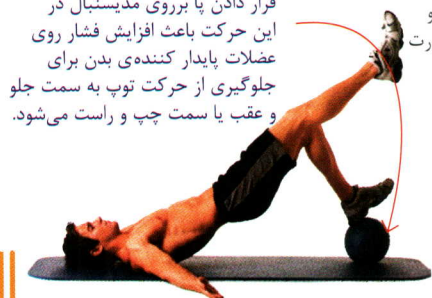 و
قرار دادن پا برروی مدیسنبال در
رت
این حرکت باعث افزایش فشار روی
عضلات پایدار کننده‌ی بدن برای
جلوگیری از حرکت توپ به سمت جلو
و عقب یا سمت چپ و راست می‌شود.